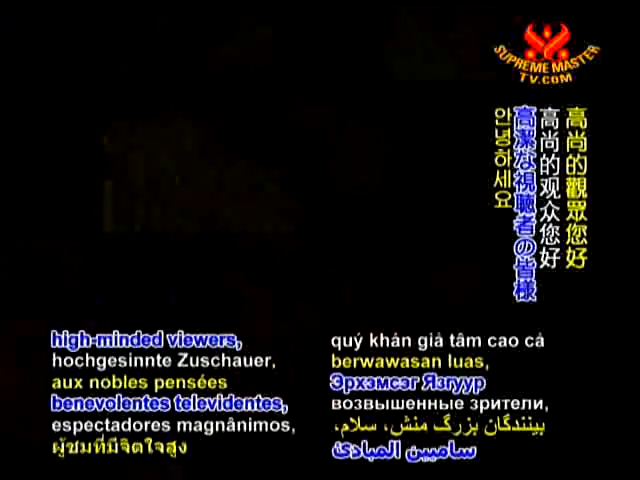 SUPREME MASTER
TV.COM
高尚的觀眾您好
高尚的观众您好
高潔な視聴者の皆様
안녕하세요
high-minded viewers,
hochgesinnte Zuschauer,
aux nobles pensées
benevolentes televidentes,
espectadores magnânimos,
ผู้ชมที่มีจิตใจสูง
quý khán giả tâm cao cả
berwawasan luas,
Эрхэмсэг Язгуур
возвышенные зрители,
بینندگان بزرگ منش، سلام،
ساميين المبادئ